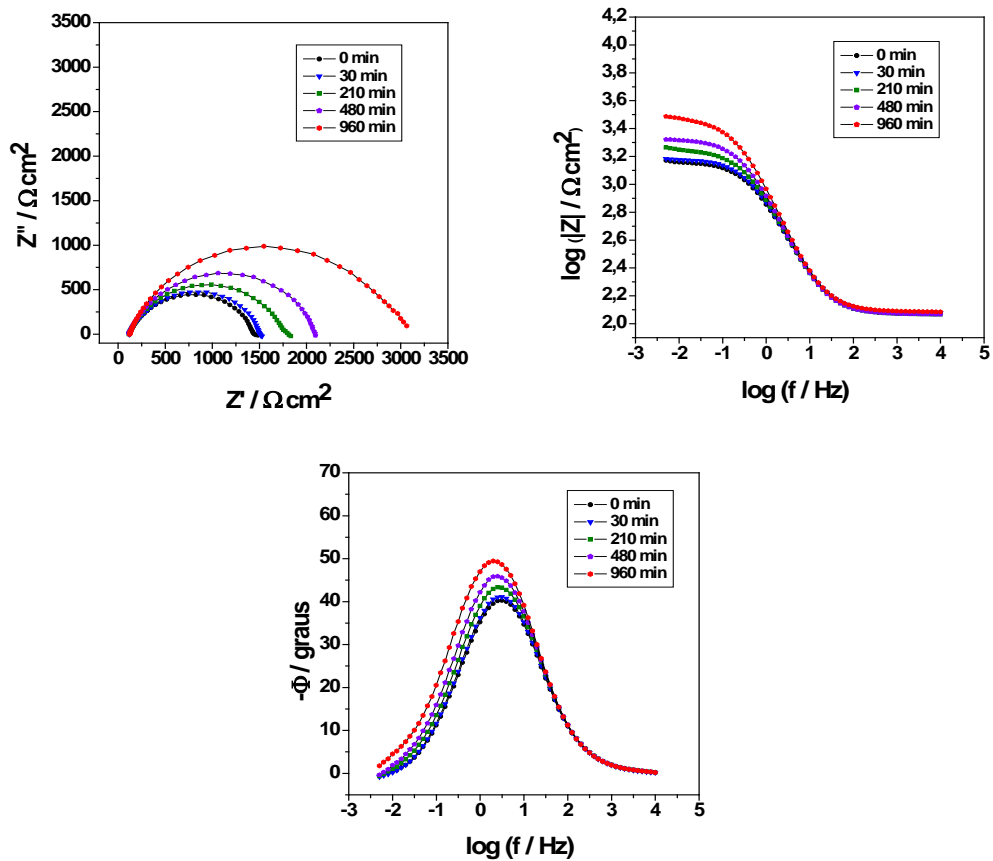 3500
3000
2500
2000
1500
1000
500
0
0 500 1000 1500 2000 2500 3000 3500
Z'' / Ω cm²
Z' / Ω cm²
0 min
30 min
210 min
480 min
960 min
4,2
4,0
3,6
3,4
3,2
3,0
2,8
2,6
2,4
2,2
2,0
-3 -2 -1 0 1 2 3 4 5
log (|Z| / Ω cm²)
log (f / Hz)
0 min
30 min
210 min
480 min
960 min
70
60
50
40
30
20
10
0
-3 -2 -1 0 1 2 3 4 5
-Φ / graus
log (f / Hz)
0 min
30 min
210 min
480 min
960 min